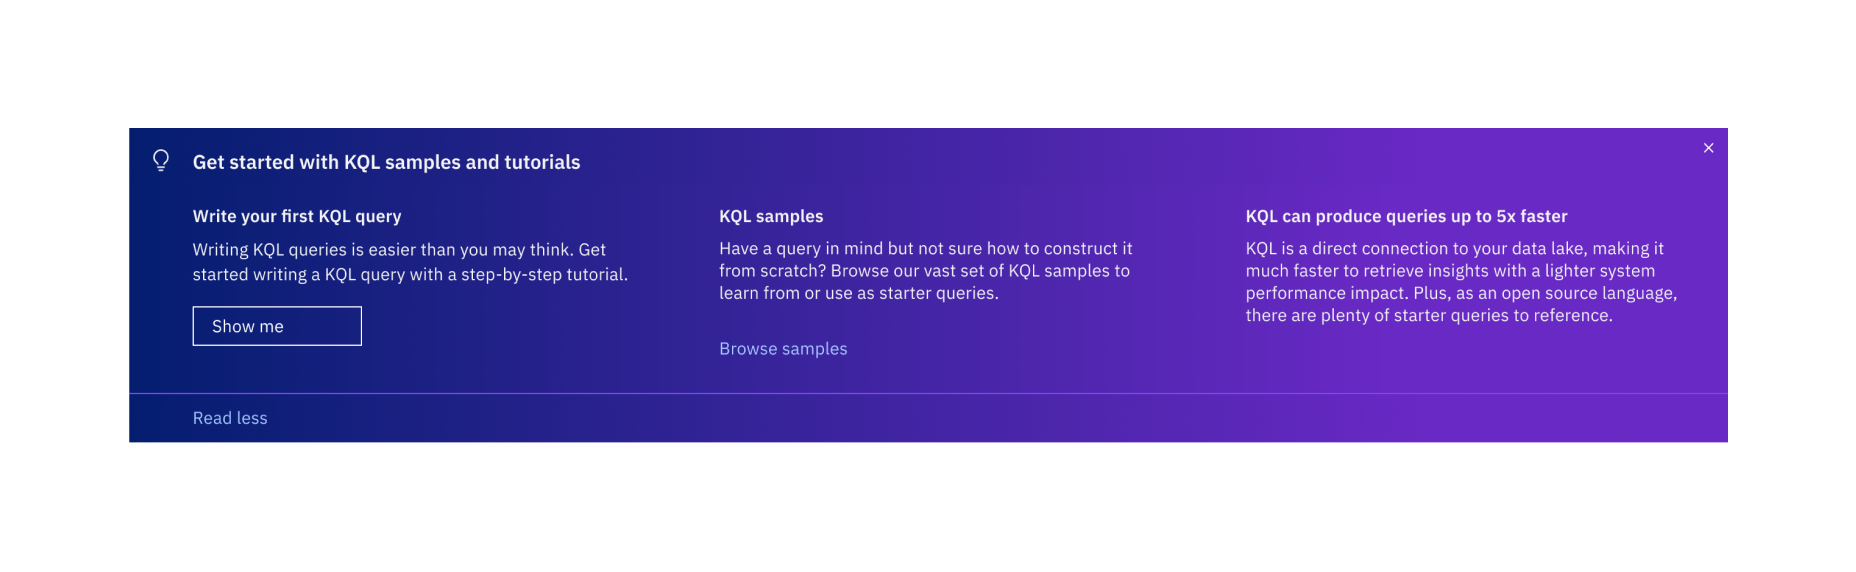 Get started with KQL samples and tutorials
Write your first KQL query
Writing KQL queries is easier than you may think. Get
started writing a KQL query with a step-by-step tutorial.
Show me
KQL samples
Have a query in mind but not sure how to construct it
from scratch? Browse our vast set of KQL samples to
learn from or use as starter queries.
Browse samples
KQL can produce queries up to 5x faster
KQL is a direct connection to your data lake, making it
much faster to retrieve insights with a lighter system
performance impact. Plus, as an open source language,
there are plenty of starter queries to reference.
Read less